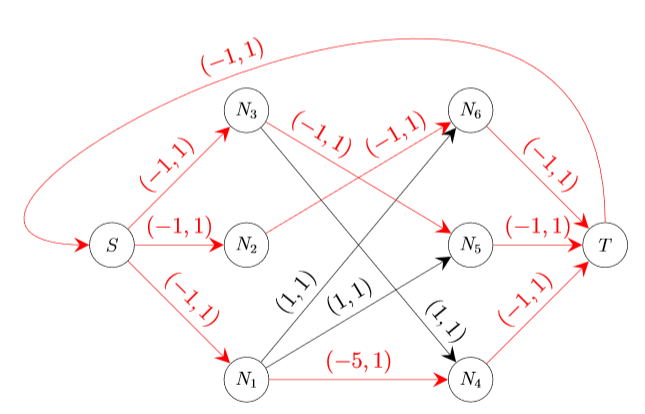 (−1, 1)
N3
(−1, 1)
(−1, 1)
N6
(−1, 1)
(−1, 1)
S
(−1, 1)
N2
N5
(−1, 1)
T
(−1, 1)
(1, 1)
(1, 1)
(1, 1)
(−1, 1)
N1
(−5, 1)
N4